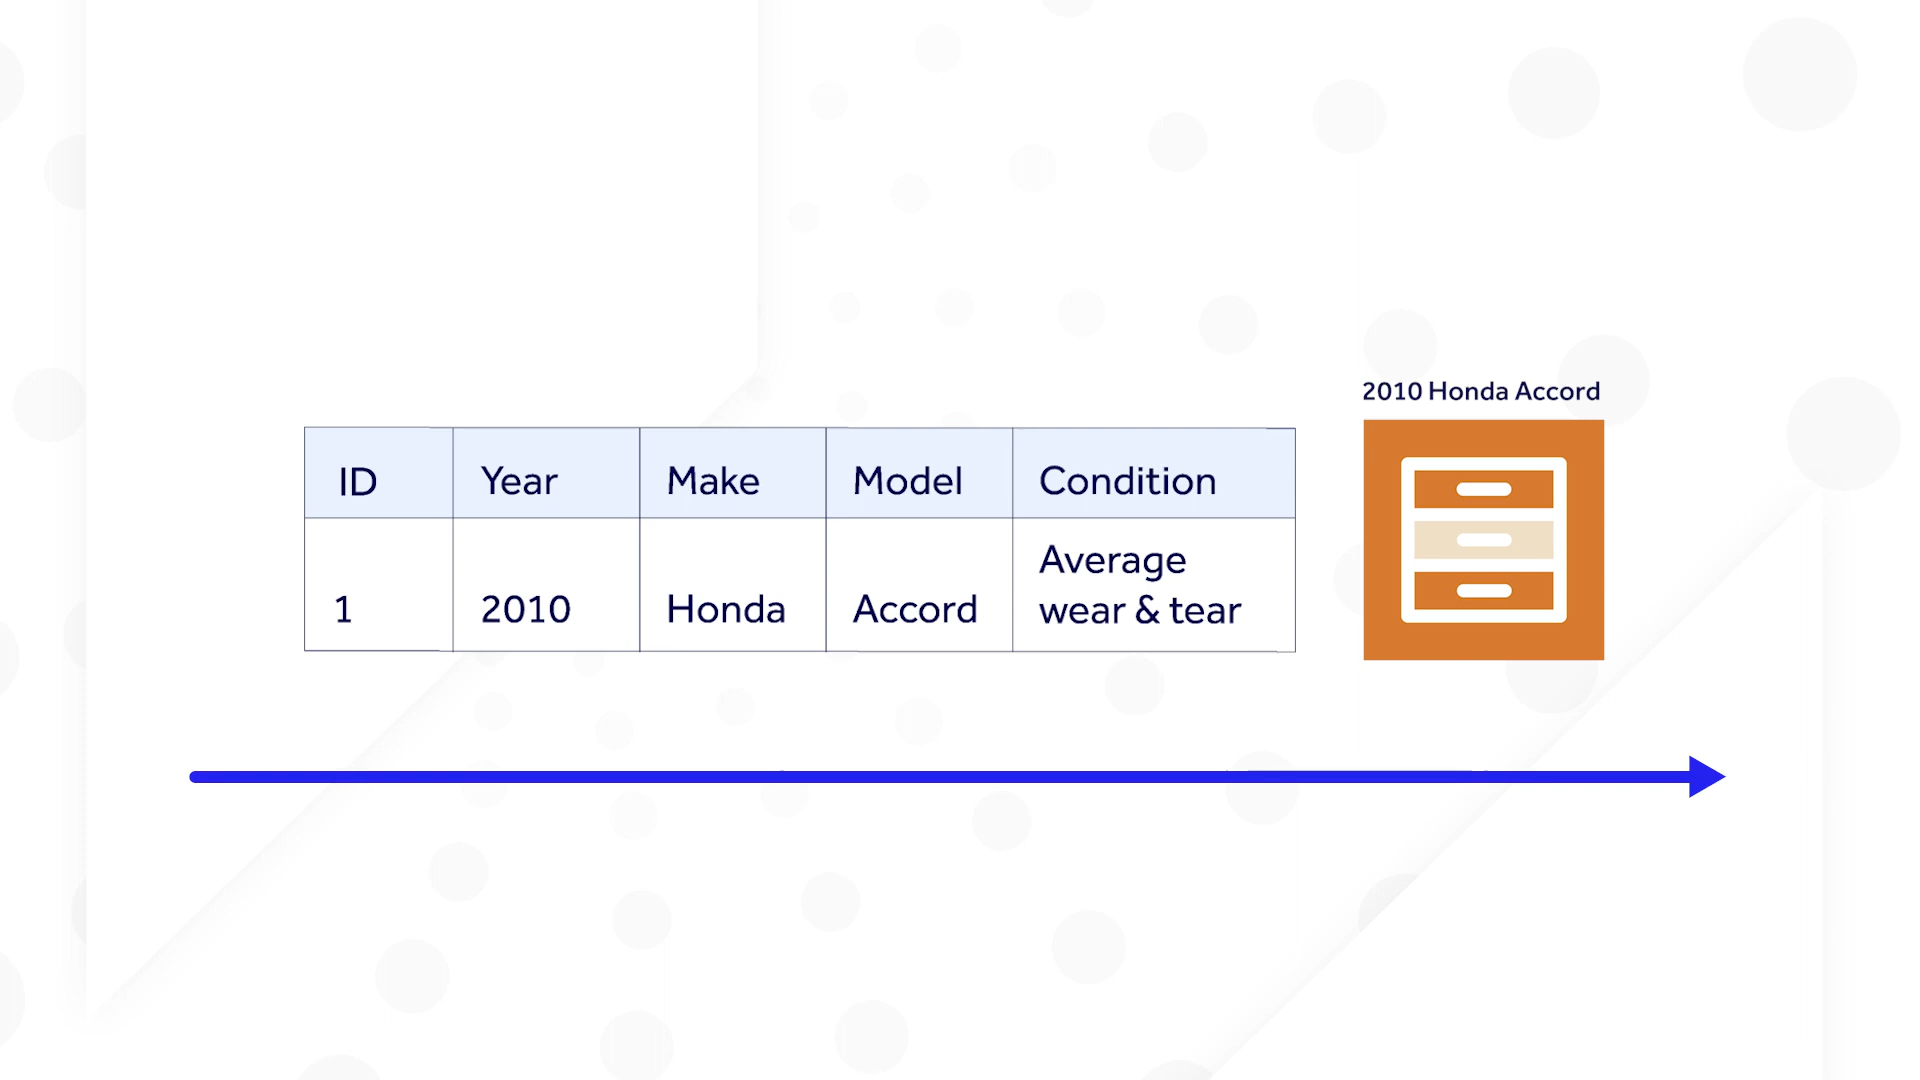 2010 Honda Accord
ID Year Make Model Condition
1 2010 Honda Accord Average
wear & tear